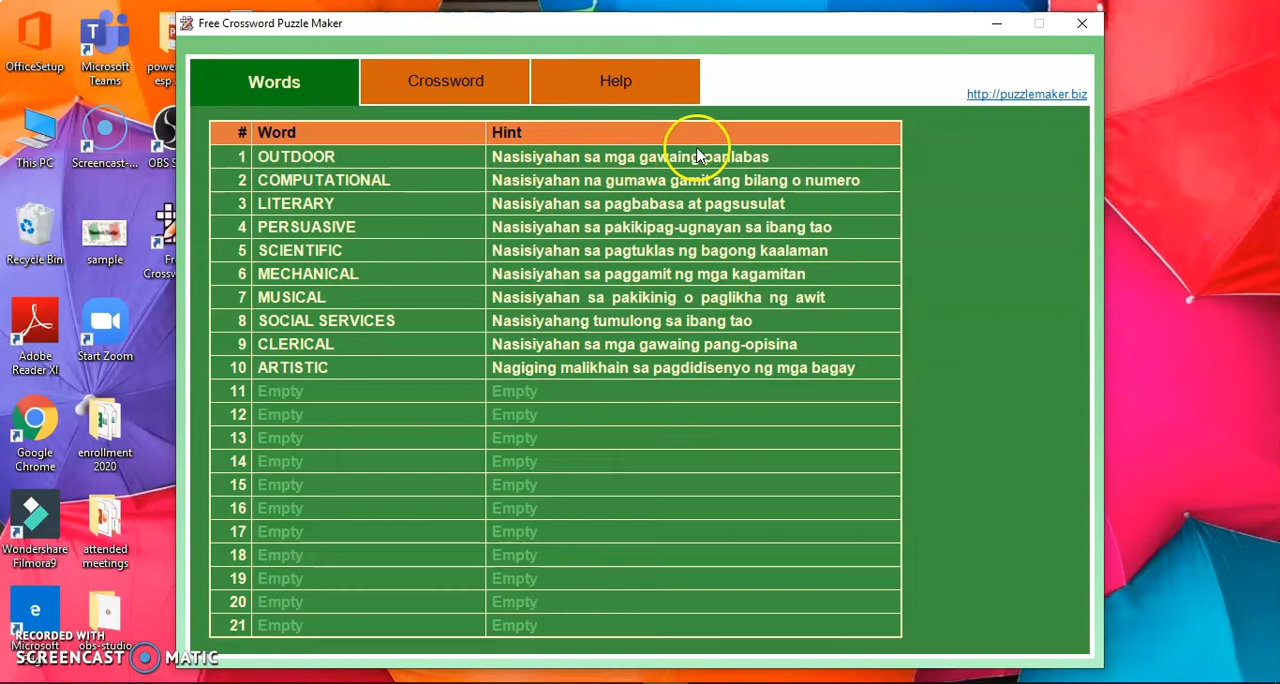 Free Crossword Puzzle Maker
OfficeSetup
Microsoft Teams
esp
This PC
Screencast-...
OBS
Recycle Bin
sample
Adobe Reader XI
Start Zoom
Google Chrome
enrollment 2020
Wondershare Filmora9
attended meetings
Microsoft
obs-studio
Words
Crossword
Help
http://puzzlemaker.biz
# Word Hint
1 OUTDOOR Nasisiyahan sa mga gawaing panlabas
2 COMPUTATIONAL Nasisiyahan na gumawa gamit ang bilang o numero
3 LITERARY Nasisiyahan sa pagbabasa at pagsusulat
4 PERSUASIVE Nasisiyahan sa pakikipag-ugnayan sa ibang tao
5 SCIENTIFIC Nasisiyahan sa pagtuklas ng bagong kaalaman
6 MECHANICAL Nasisiyahan sa paggamit ng mga kagamitan
7 MUSICAL Nasisiyahan sa pakikinig o paglikha ng awit
8 SOCIAL SERVICES Nasisiyahang tumulong sa ibang tao
9 CLERICAL Nasisiyahan sa mga gawaing pang-opisina
10 ARTISTIC Nagiging malikhain sa pagdidisenyo ng mga bagay
11 Empty Empty
12 Empty Empty
13 Empty Empty
14 Empty Empty
15 Empty Empty
16 Empty Empty
17 Empty Empty
18 Empty Empty
19 Empty Empty
20 Empty Empty
21 Empty Empty
RECORDED WITH
SCREENCAST MATIC